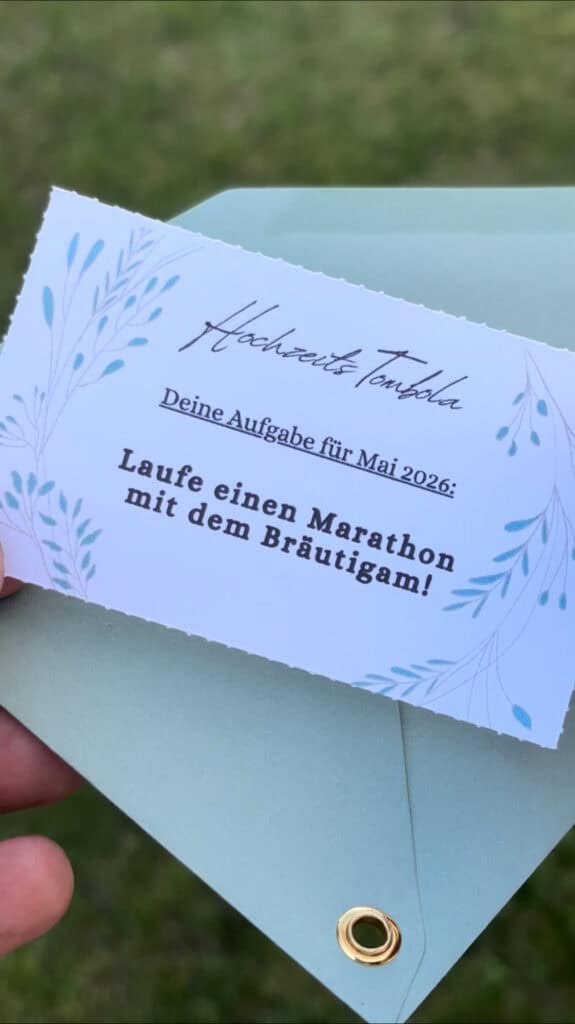 Hochzeits Tombola
Deine Aufgabe für Mai 2026:
Laufe einen Marathon
mit dem Bräutigam!